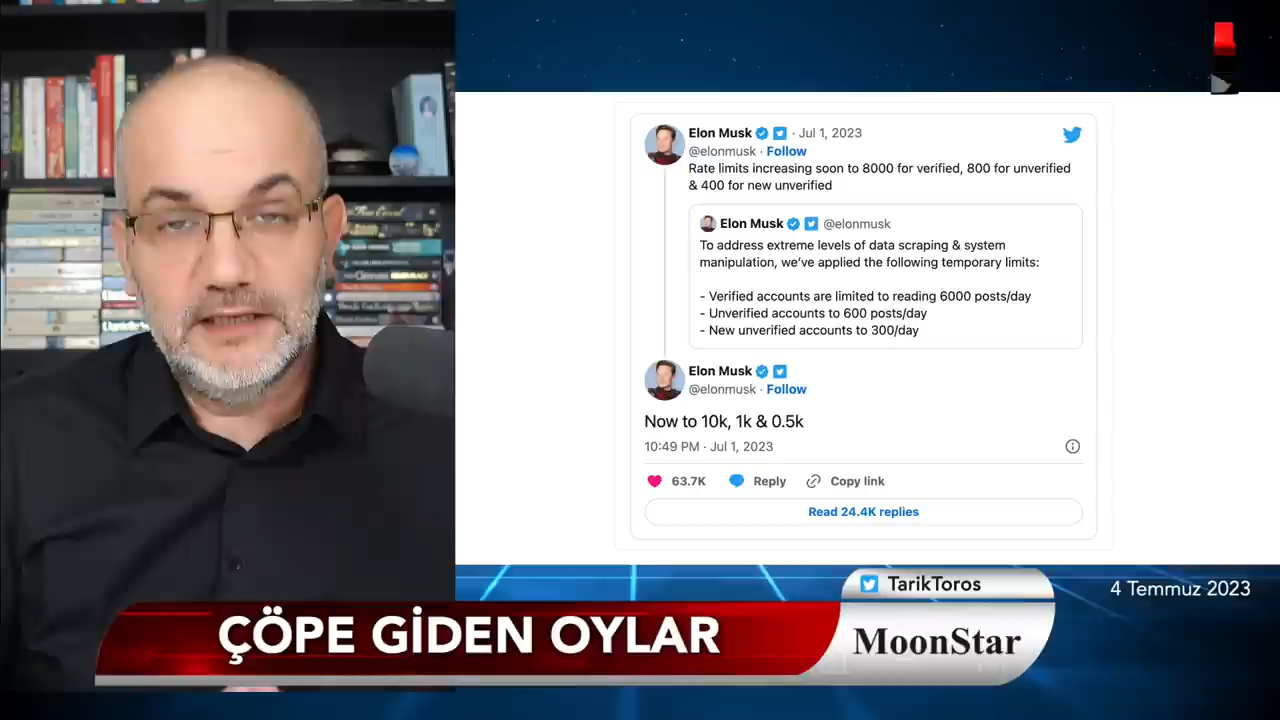 Elon Musk · Jul 1, 2023
@elonmusk · Follow
Rate limits increasing soon to 8000 for verified, 800 for unverified
& 400 for new unverified
Elon Musk @elonmusk
To address extreme levels of data scraping & system
manipulation, we've applied the following temporary limits:
- Verified accounts are limited to reading 6000 posts/day
- Unverified accounts to 600 posts/day
- New unverified accounts to 300/day
Elon Musk
@elonmusk · Follow
Now to 10k, 1k & 0.5k
10:49 PM · Jul 1, 2023
63.7K Reply Copy link
Read 24.4K replies
TarikToros
4 Temmuz 2023
ÇÖPE GİDEN OYLAR
MoonStar